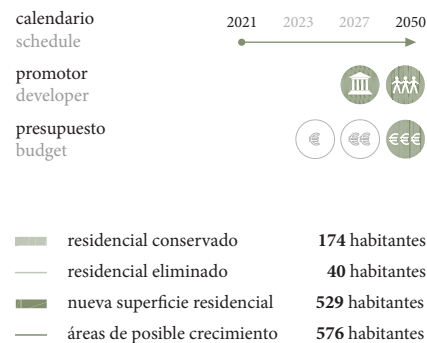 calendario 2021 2023 2027 2050
schedule
promotor
developer
presupuesto € €€ €€€
budget
residencial conservado 174 habitantes
residencial eliminado 40 habitantes
nueva superficie residencial 529 habitantes
áreas de posible crecimiento 576 habitantes